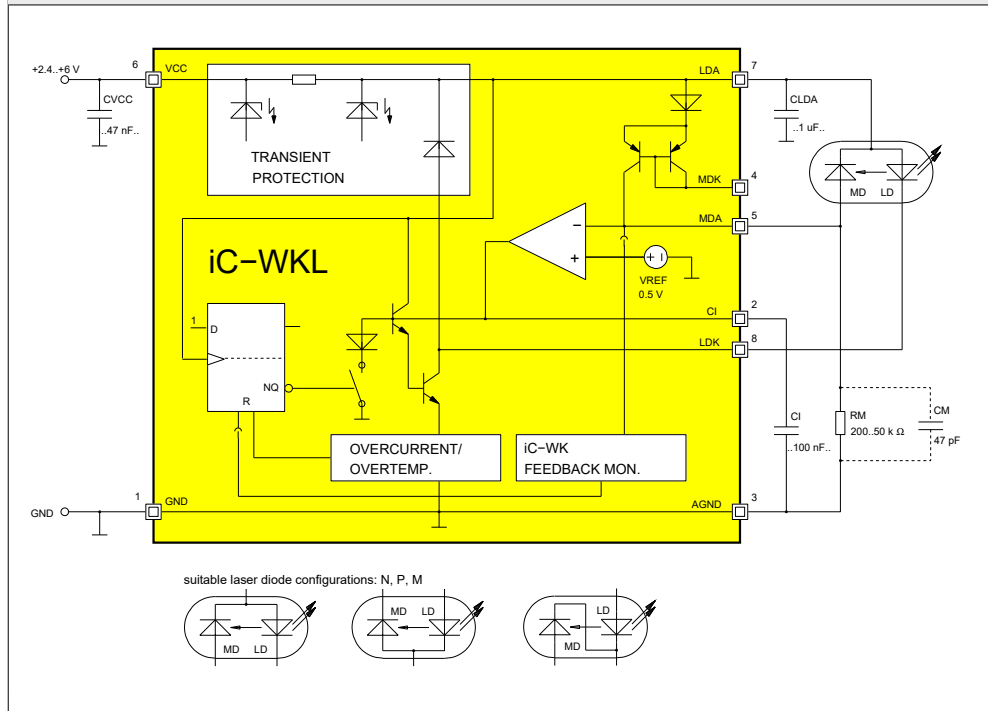 +2.4..+6 V
6
VCC
CVCC
..47 nF..
TRANSIENT
PROTECTION
LDA
7
CLDA
..1 uF..
MDK
4
MD
LD
MDA
5
iC−WKL
−
+
+
−
VREF
0.5 V
1
D
NQ
R
CI
2
LDK
8
OVERCURRENT/
OVERTEMP.
iC−WK
FEEDBACK MON.
CI
..100 nF..
RM
200..50 k Ω
CM
47 pF
GND
1
GND
AGND
3
suitable laser diode configurations: N, P, M
MD
LD
MD
LD
LD
MD